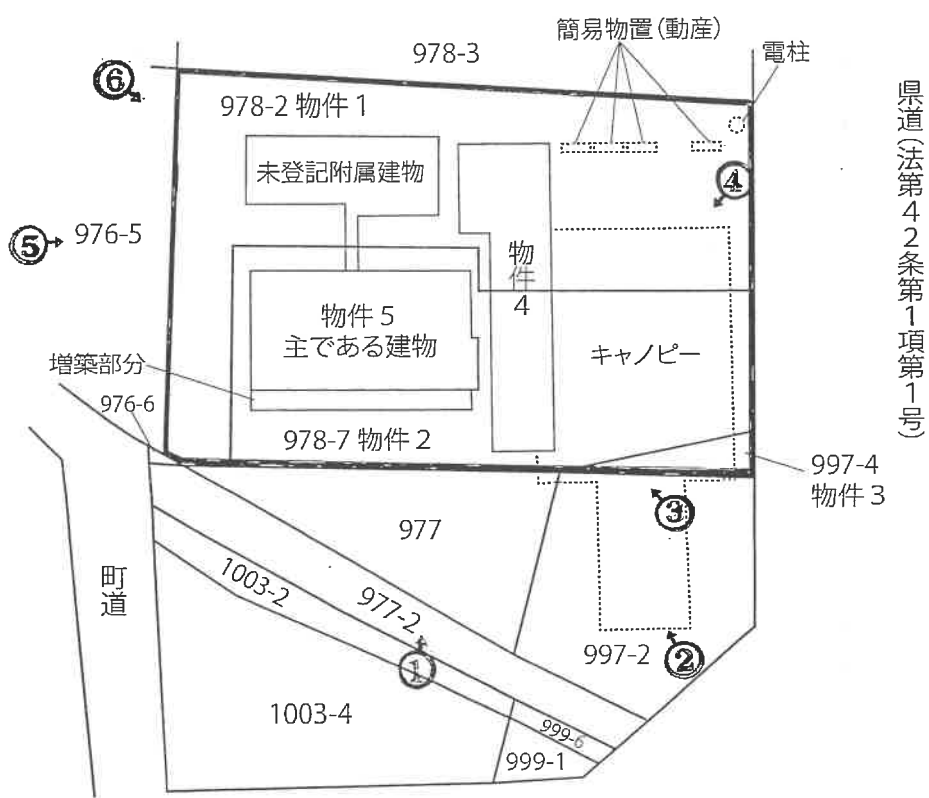 簡易物置(動産)
978-3
電柱
⑥
978-2 物件1
県道(法第42条第1項第1号)
未登記附属建物
④
⑤
976-5
物件4
物件5
主である建物
キャノピー
増築部分
976-6
978-7 物件2
997-4
物件3
③
977
町道
1003-2
977-2
①
997-2
②
1003-4
999-6
999-1